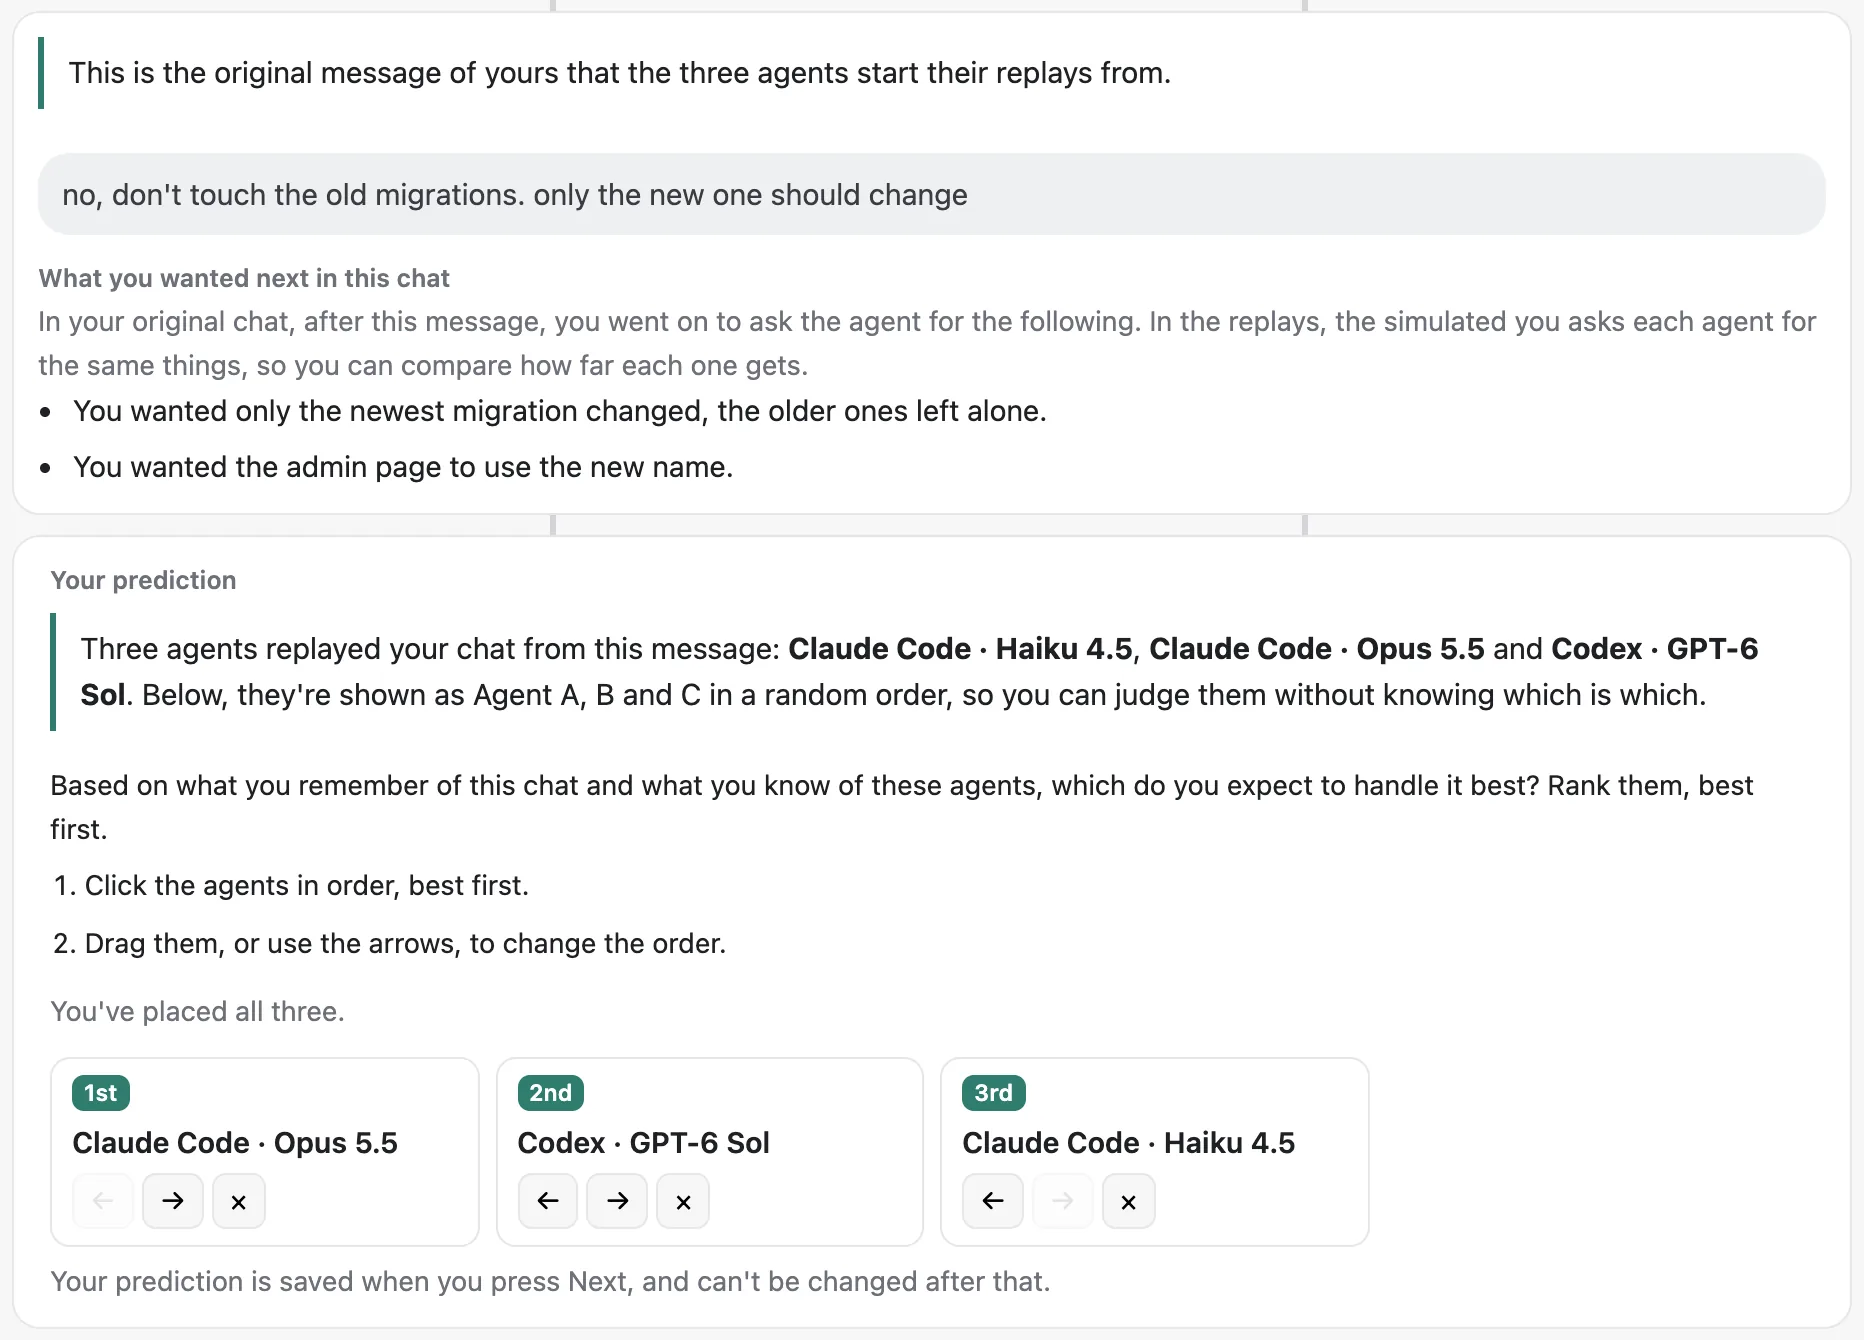 This is the original message of yours that the three agents start their replays from.
no, don't touch the old migrations. only the new one should change
What you wanted next in this chat
In your original chat, after this message, you went on to ask the agent for the following. In the replays, the simulated you asks each agent for
the same things, so you can compare how far each one gets.
• You wanted only the newest migration changed, the older ones left alone.
• You wanted the admin page to use the new name.
Your prediction
Three agents replayed your chat from this message: Claude Code · Haiku 4.5, Claude Code · Opus 5.5 and Codex · GPT-6
Sol. Below, they're shown as Agent A, B and C in a random order, so you can judge them without knowing which is which.
Based on what you remember of this chat and what you know of these agents, which do you expect to handle it best? Rank them, best
first.
1. Click the agents in order, best first.
2. Drag them, or use the arrows, to change the order.
You've placed all three.
1st
Claude Code · Opus 5.5
← → ×
2nd
Codex · GPT-6 Sol
← → ×
3rd
Claude Code · Haiku 4.5
← → ×
Your prediction is saved when you press Next, and can't be changed after that.